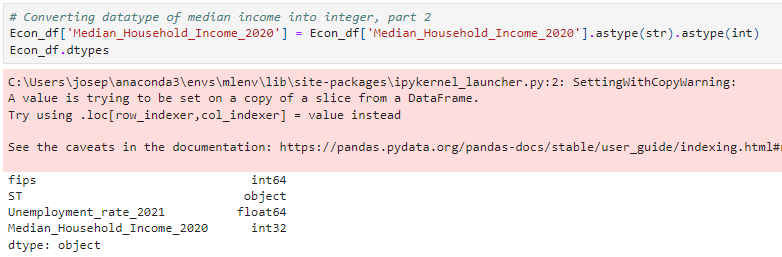 # Converting datatype of median income into integer, part 2
Econ_df['Median_Household_Income_2020'] = Econ_df['Median_Household_Income_2020'].astype(str).astype(int)
Econ_df.dtypes
C:\Users\josep\anaconda3\envs\mlenv\lib\site-packages\ipykernel_launcher.py:2: SettingWithCopyWarning:
A value is trying to be set on a copy of a slice from a DataFrame.
Try using .loc[row_indexer,col_indexer] = value instead
See the caveats in the documentation: https://pandas.pydata.org/pandas-docs/stable/user_guide/indexing.html#
fips int64
ST object
Unemployment_rate_2021 float64
Median_Household_Income_2020 int32
dtype: object